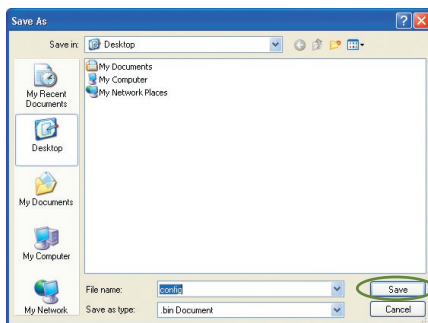 Save As
Save in: Desktop
My Documents
My Computer
My Network Places
My Recent
Documents
Desktop
My Documents
My Computer
My Network
File name: config Save
Save as type: .bin Document Cancel